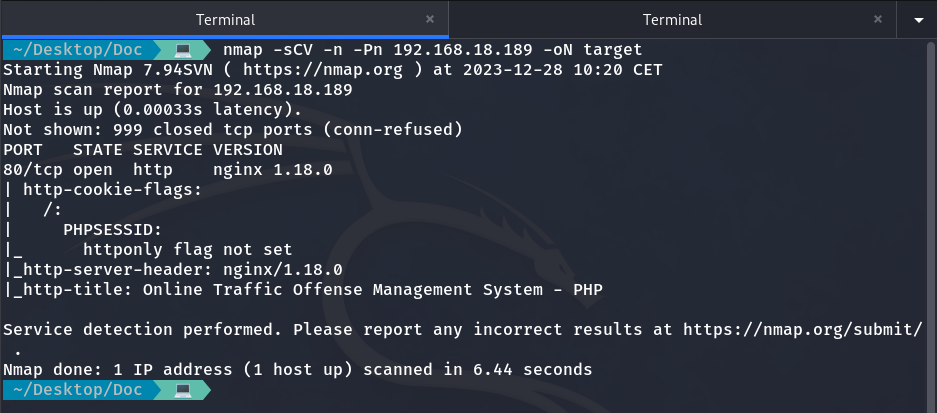 Terminal × Terminal ×
~/Desktop/Doc nmap -sCV -n -Pn 192.168.18.189 -oN target
Starting Nmap 7.94SVN ( https://nmap.org ) at 2023-12-28 10:20 CET
Nmap scan report for 192.168.18.189
Host is up (0.00033s latency).
Not shown: 999 closed tcp ports (conn-refused)
PORT   STATE SERVICE VERSION
80/tcp open  http    nginx 1.18.0
| http-cookie-flags:
|   /:
|     PHPSESSID:
|_      httponly flag not set
|_http-server-header: nginx/1.18.0
|_http-title: Online Traffic Offense Management System - PHP
Service detection performed. Please report any incorrect results at https://nmap.org/submit/
.
Nmap done: 1 IP address (1 host up) scanned in 6.44 seconds
~/Desktop/Doc